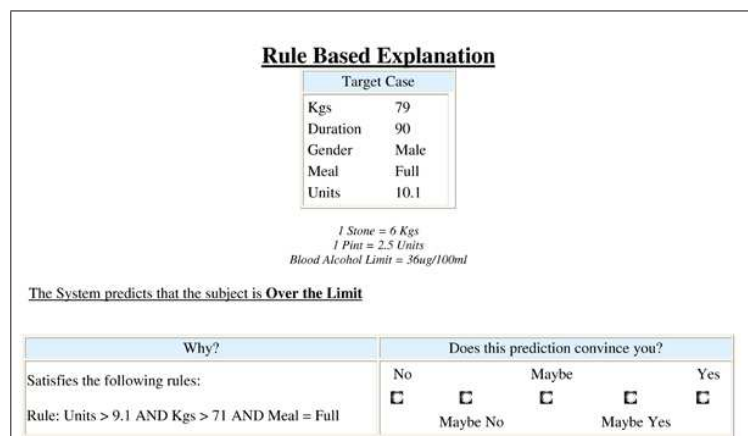 Rule Based Explanation
Target Case
Kgs 79
Duration 90
Gender Male
Meal Full
Units 10.1
1 Stone = 6 Kgs
1 Pint = 2.5 Units
Blood Alcohol Limit = 36ug/100ml
The System predicts that the subject is Over the Limit
Why? Does this prediction convince you?
Satisfies the following rules:
No Maybe Yes
Rule: Units > 9.1 AND Kgs > 71 AND Meal = Full
Maybe No Maybe Yes